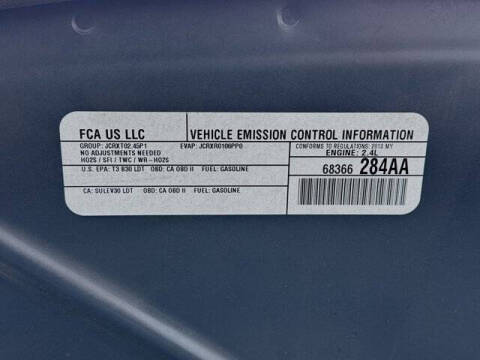 FCA US LLC VEHICLE EMISSION CONTROL INFORMATION
GROUP: JCRXT02.45P1 EVAP: JCRXR0106PP0 CONFORMS TO REGULATIONS: 2018 MY
NO ADJUSTMENTS NEEDED ENGINE: 2.4L
HO2S / SFI / TWC / WR-HO2S
68366 284AA
U.S. EPA: T3 B30 LDT OBD: CA OBD II FUEL: GASOLINE
CA: SULEV30 LDT OBD: CA OBD II FUEL: GASOLINE